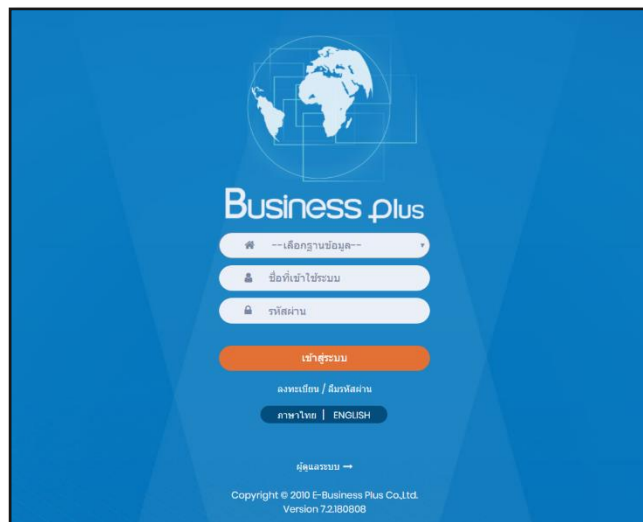 Business Plus
--เลือกฐานข้อมูล--
ชื่อที่เข้าใช้ระบบ
รหัสผ่าน
เข้าสู่ระบบ
ลงทะเบียน / ลืมรหัสผ่าน
ภาษาไทย | ENGLISH
ผู้ดูแลระบบ →
Copyright © 2010 E-Business Plus Co.,Ltd.
Version 7.2.180808